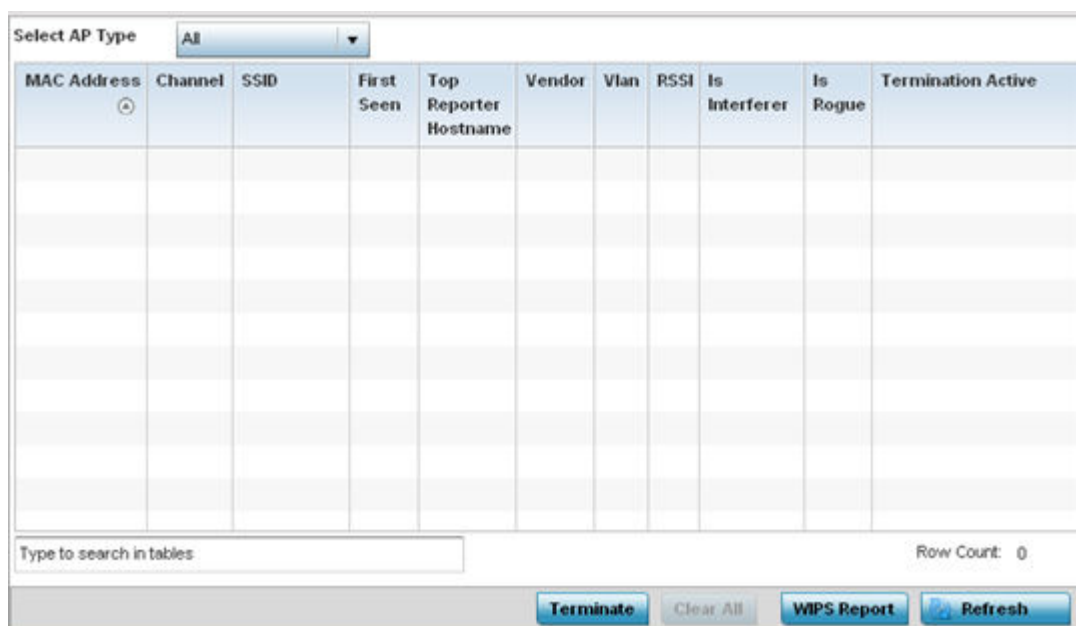 Select AP Type All
MAC Address Channel SSID First Seen Top Reporter Hostname Vendor Vlan RSSI Is Interferer Is Rogue Termination Active
Type to search in tables Row Count: 0
Terminate Clear All WIPS Report Refresh